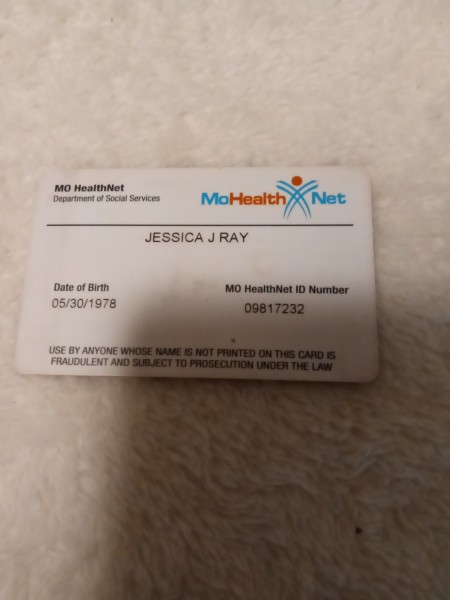 MO HealthNet
Department of Social Services
MoHealthNet
JESSICA J RAY
Date of Birth
05/30/1978
MO HealthNet ID Number
09817232
USE BY ANYONE WHOSE NAME IS NOT PRINTED ON THIS CARD IS
FRAUDULENT AND SUBJECT TO PROSECUTION UNDER THE LAW